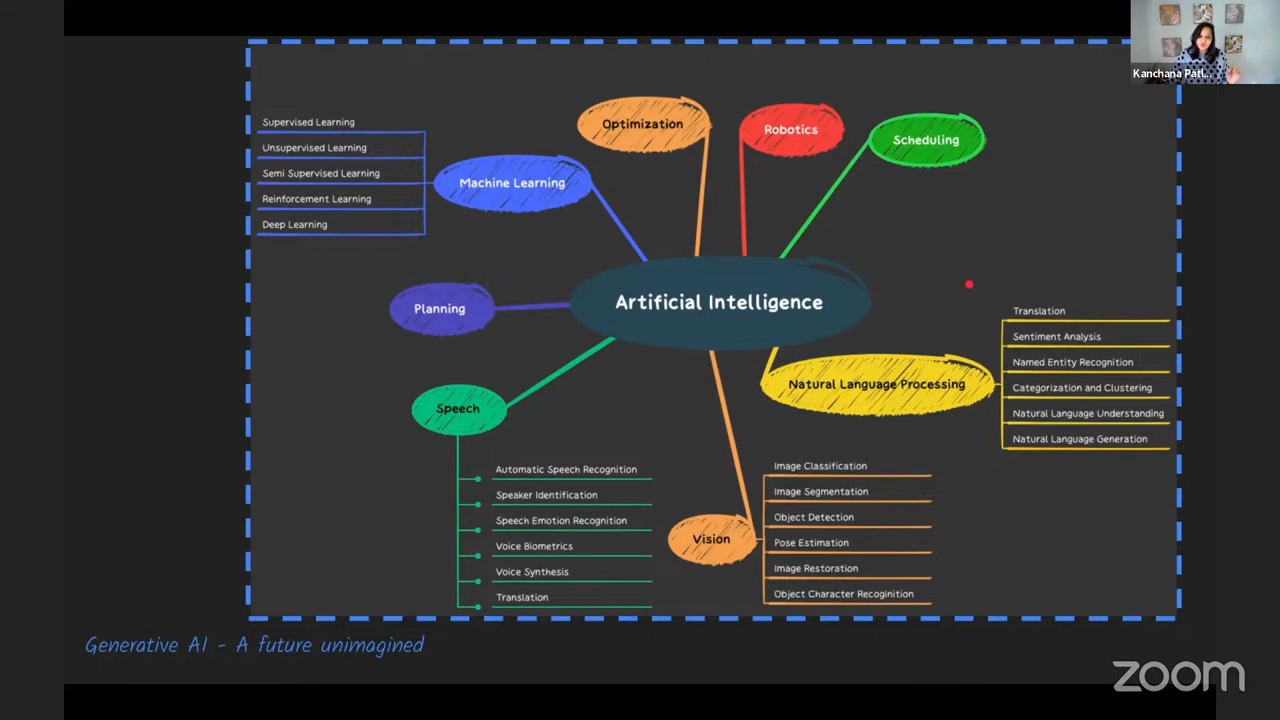 Kanchana Patl...
Optimization
Robotics
Scheduling
Supervised Learning
Unsupervised Learning
Semi Supervised Learning
Reinforcement Learning
Deep Learning
Machine Learning
Artificial Intelligence
Planning
Translation
Sentiment Analysis
Named Entity Recognition
Categorization and Clustering
Natural Language Understanding
Natural Language Generation
Natural Language Processing
Speech
Automatic Speech Recognition
Speaker Identification
Speech Emotion Recognition
Voice Biometrics
Voice Synthesis
Translation
Vision
Image Classification
Image Segmentation
Object Detection
Pose Estimation
Image Restoration
Object Character Recoginition
Generative AI - A future unimagined
zoom